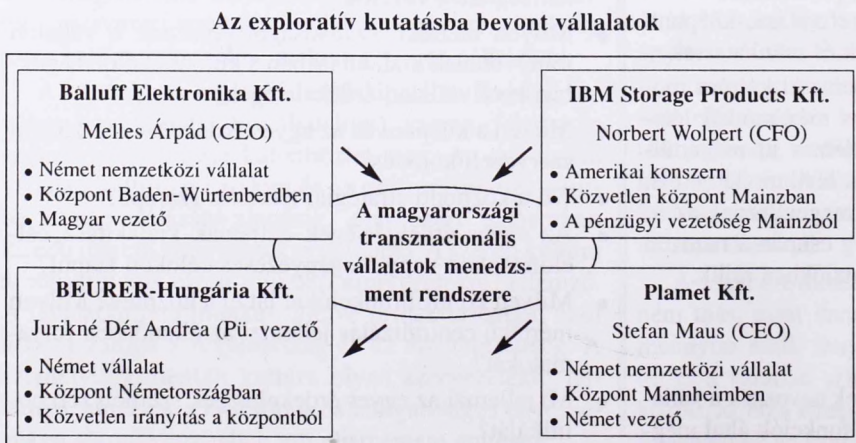 Az exploratív kutatásba bevont vállalatok
Balluff Elektronika Kft.
Melles Árpád (CEO)
• Német nemzetközi vállalat
• Központ Baden-Würtenberdben
• Magyar vezető
IBM Storage Products Kft.
Norbert Wolpert (CFO)
• Amerikai konszern
• Közvetlen központ Mainzban
• A pénzügyi vezetőség Mainzból
A magyarországi
transznacionális
vállalatok menedzs-
ment rendszere
BEURER-Hungária Kft.
Jurikné Dér Andrea (Pü. vezető
• Német vállalat
• Központ Németországban
• Közvetlen irányítás a központból
Plamet Kft.
Stefan Maus (CEO)
• Német nemzetközi vállalat
• Központ Mannheimben
• Német vezető